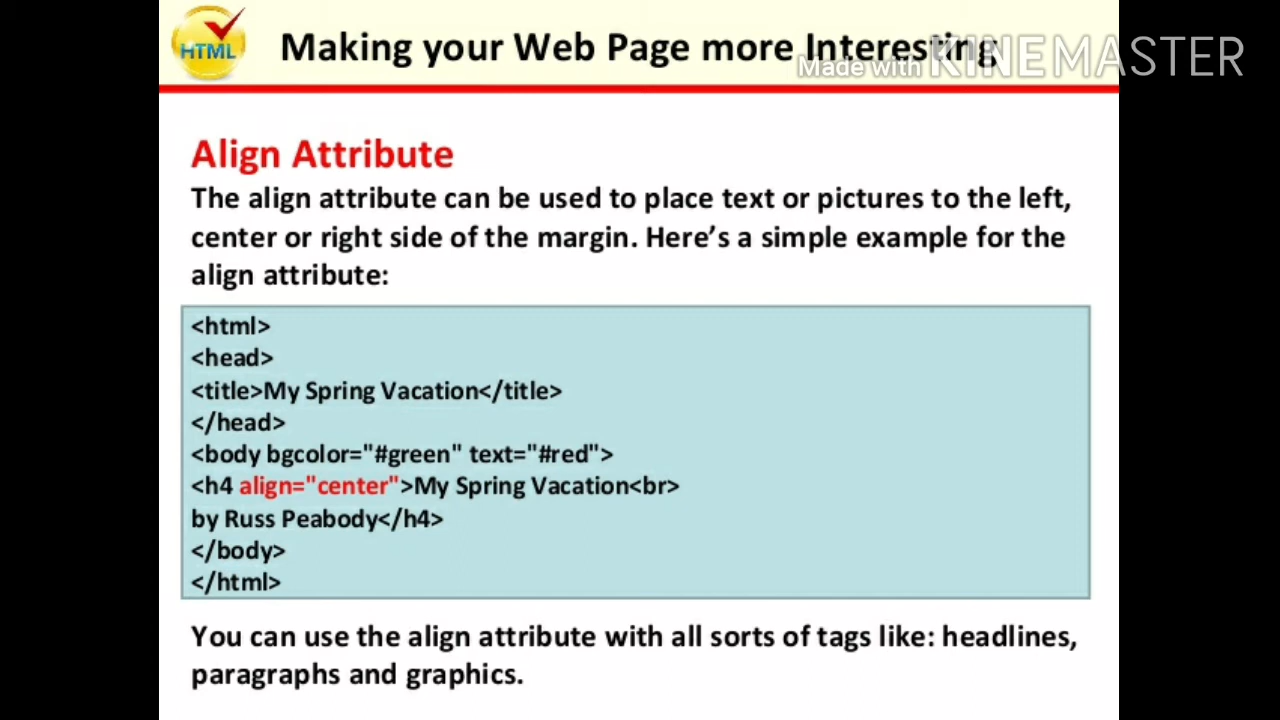 HTML
Making your Web Page more Interesting
Made with KINEMASTER
Align Attribute
The align attribute can be used to place text or pictures to the left,
center or right side of the margin. Here’s a simple example for the
align attribute:
<html>
<head>
<title>My Spring Vacation</title>
</head>
<body bgcolor="#green" text="#red">
<h4 align="center">My Spring Vacation<br>
by Russ Peabody</h4>
</body>
</html>
You can use the align attribute with all sorts of tags like: headlines,
paragraphs and graphics.